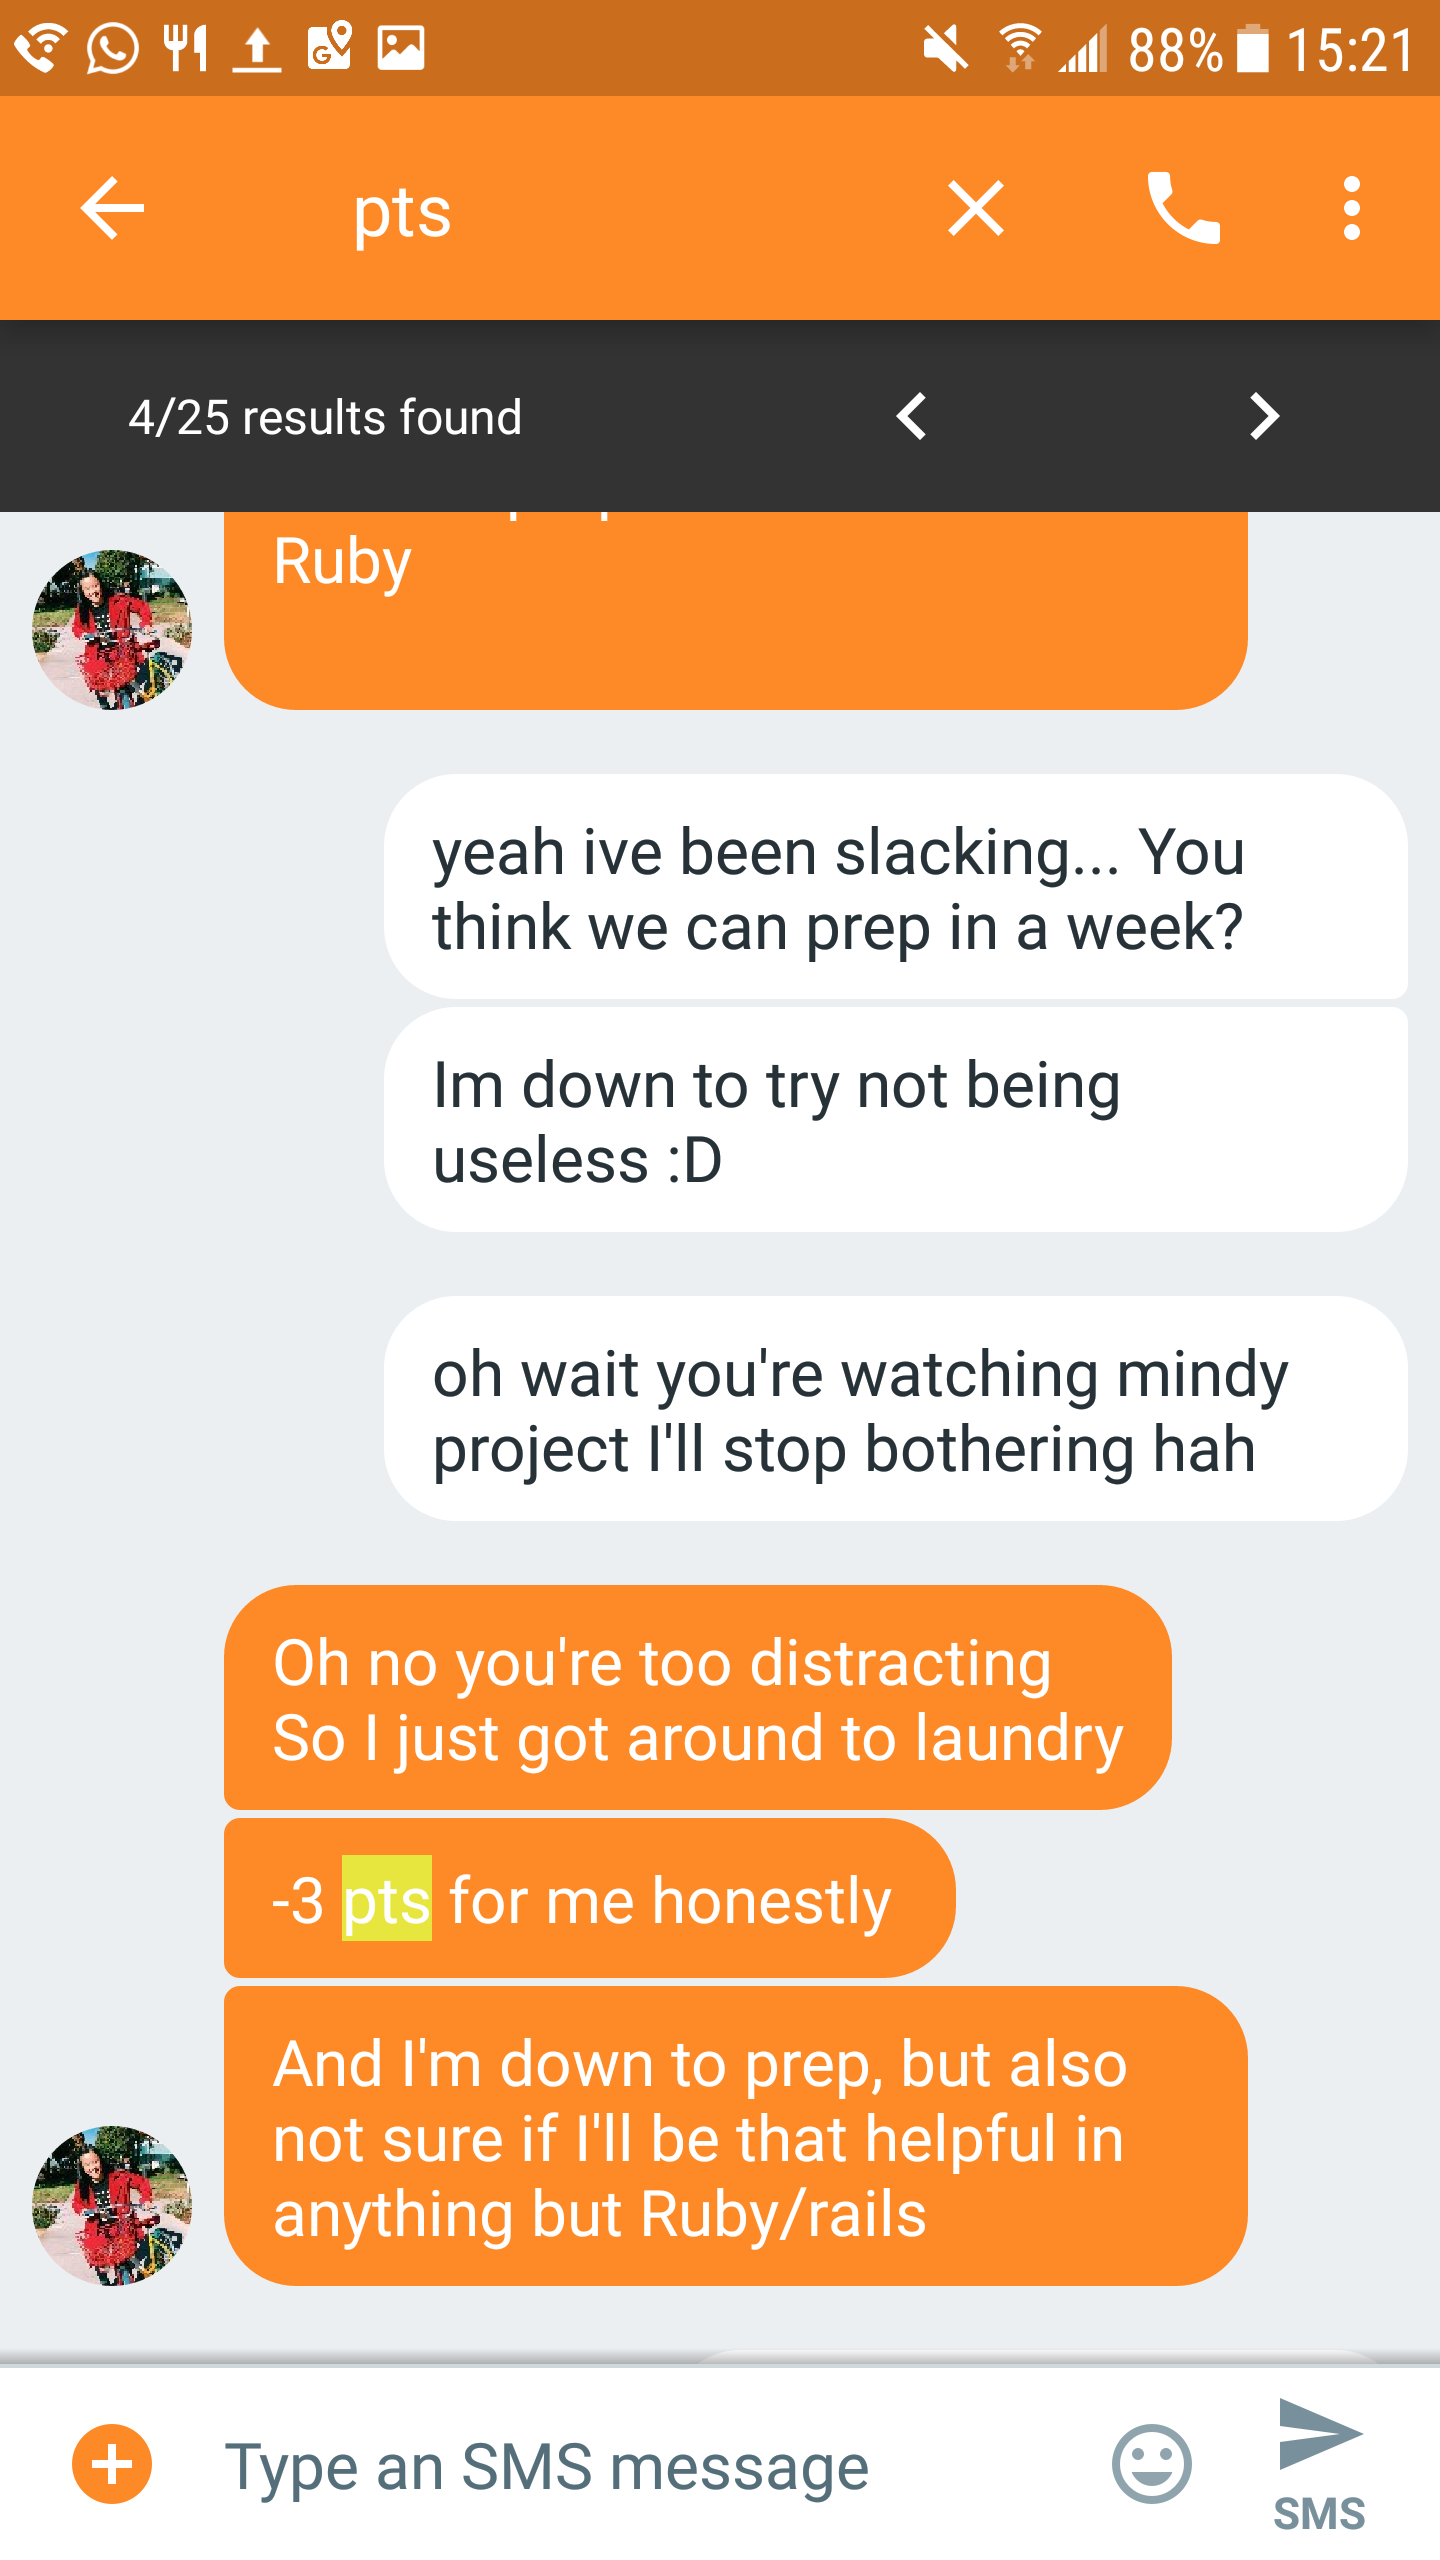 88% 15:21
pts
4/25 results found
Ruby
yeah ive been slacking... You
think we can prep in a week?
Im down to try not being
useless :D
oh wait you're watching mindy
project I'll stop bothering hah
Oh no you're too distracting
So I just got around to laundry
-3 pts for me honestly
And I'm down to prep, but also
not sure if I'll be that helpful in
anything but Ruby/rails
Type an SMS message
SMS